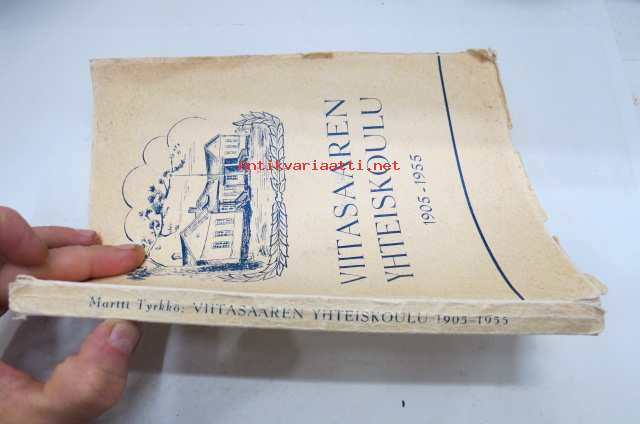 VIITASAAREN
YHTEISKOULU
1905-1955
Martti Tyrkkö: VIITASAAREN YHTEISKOULU 1905-1955
Antikvariaatti.net